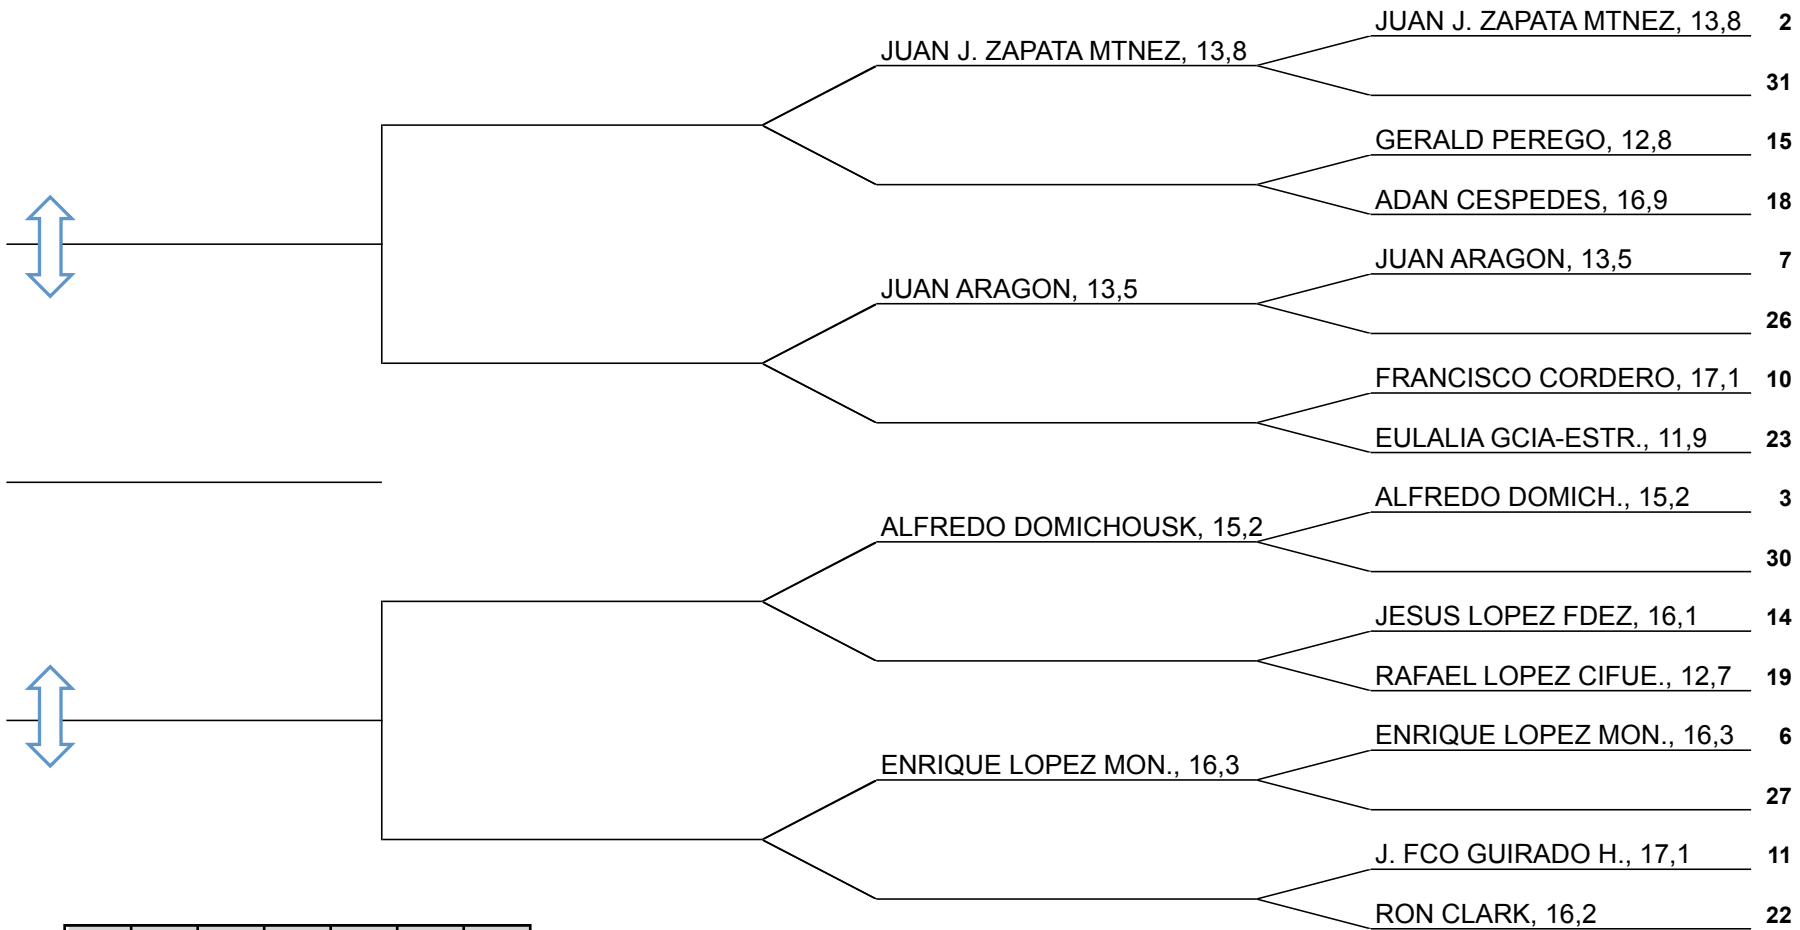 JUAN J. ZAPATA MTNEZ, 13,8 2
JUAN J. ZAPATA MTNEZ, 13,8
31
GERALD PEREGO, 12,8 15
ADAN CESPEDES, 16,9 18
JUAN ARAGON, 13,5 7
JUAN ARAGON, 13,5
26
FRANCISCO CORDERO, 17,1 10
EULALIA GCIA-ESTR., 11,9 23
ALFREDO DOMICH., 15,2 3
ALFREDO DOMICHOUSK, 15,2
30
JESUS LOPEZ FDEZ, 16,1 14
RAFAEL LOPEZ CIFUE., 12,7 19
ENRIQUE LOPEZ MON., 16,3 6
ENRIQUE LOPEZ MON., 16,3
27
J. FCO GUIRADO H., 17,1 11
RON CLARK, 16,2 22